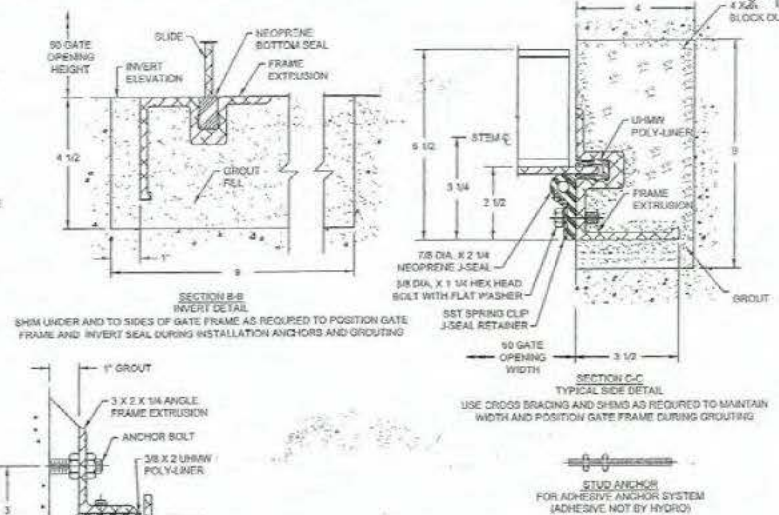 60 GATE
OPENING
HEIGHT
SLIDE
NEOPRENE
BOTTOM SEAL
INVERT
ELEVATION
FRAME
EXTRUSION
4 1/2
GROUT
FILL
1"
9
SECTION B-B
INVERT DETAIL
SHIM UNDER AND TO SIDES OF GATE FRAME AS REQUIRED TO POSITION GATE
FRAME AND INVERT SEAL DURING INSTALLATION ANCHORS AND GROUTING
4
BLOCK
UHMW
POLY-LINER
STEM
6 1/2
3 1/4
2 1/2
9
FRAME
EXTRUSION
7/8 DIA. X 2 1/4
NEOPRENE J-SEAL
3/8 DIA. X 1 1/4 HEX HEAD
BOLT WITH FLAT WASHER
SST SPRING CLIP
J-SEAL RETAINER
GROUT
60 GATE
OPENING
WIDTH
3 1/2
SECTION C-C
TYPICAL SIDE DETAIL
USE CROSS BRACING AND SHIMS AS REQUIRED TO MAINTAIN
WIDTH AND POSITION GATE FRAME DURING GROUTING
1" GROUT
3 X 2 X 1/4 ANGLE
FRAME EXTRUSION
ANCHOR BOLT
3/8 X 2 UHMW
POLY-LINER
3
STUD ANCHOR
FOR ADHESIVE ANCHOR SYSTEM
(ADHESIVE NOT BY HYDRO)